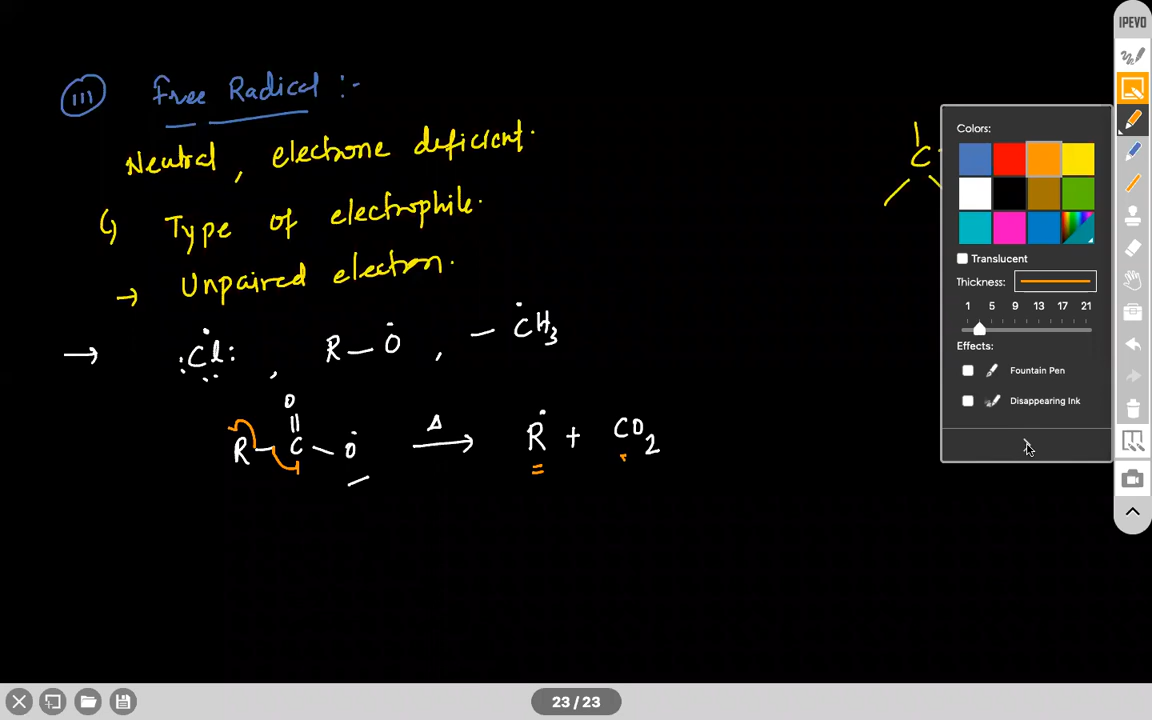 IPEVO
(III) Free Radical :-
Neutral, electrone deficient.
Type of electrophile.
→ Unpaired electron.
→ :Cl: , R—O , —CH3
O
R—C—O Δ → R + CO2
C
Colors:
Translucent
Thickness:
1 5 9 13 17 21
Effects:
Fountain Pen
Disappearing Ink
23 / 23